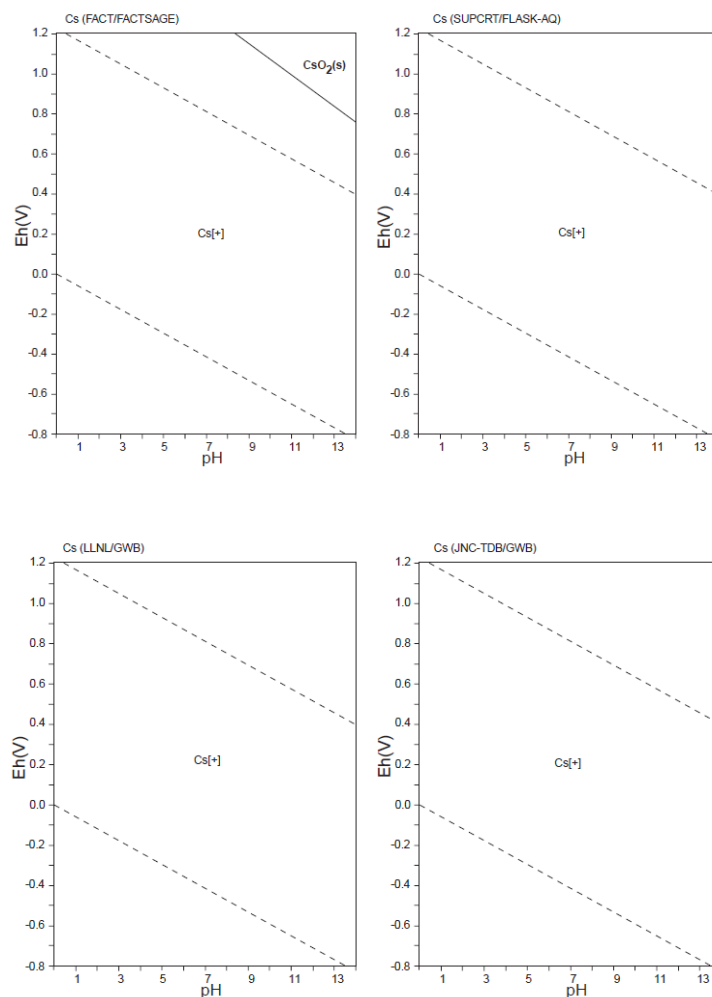 Cs (FACT/FACTSAGE)
1.2
1.0
0.8
0.6
0.4
0.2
0.0
-0.2
-0.4
-0.6
-0.8
Eh(V)
CsO2(s)
Cs[+]
1 3 5 7 9 11 13
pH
Cs (SUPCRT/FLASK-AQ)
1.2
1.0
0.8
0.6
0.4
0.2
0.0
-0.2
-0.4
-0.6
-0.8
Eh(V)
Cs[+]
1 3 5 7 9 11 13
pH
Cs (LLNL/GWB)
1.2
1.0
0.8
0.6
0.4
0.2
0.0
-0.2
-0.4
-0.6
-0.8
Eh(V)
Cs[+]
1 3 5 7 9 11 13
pH
Cs (JNC-TDB/GWB)
1.2
1.0
0.8
0.6
0.4
0.2
0.0
-0.2
-0.4
-0.6
-0.8
Eh(V)
Cs[+]
1 3 5 7 9 11 13
pH